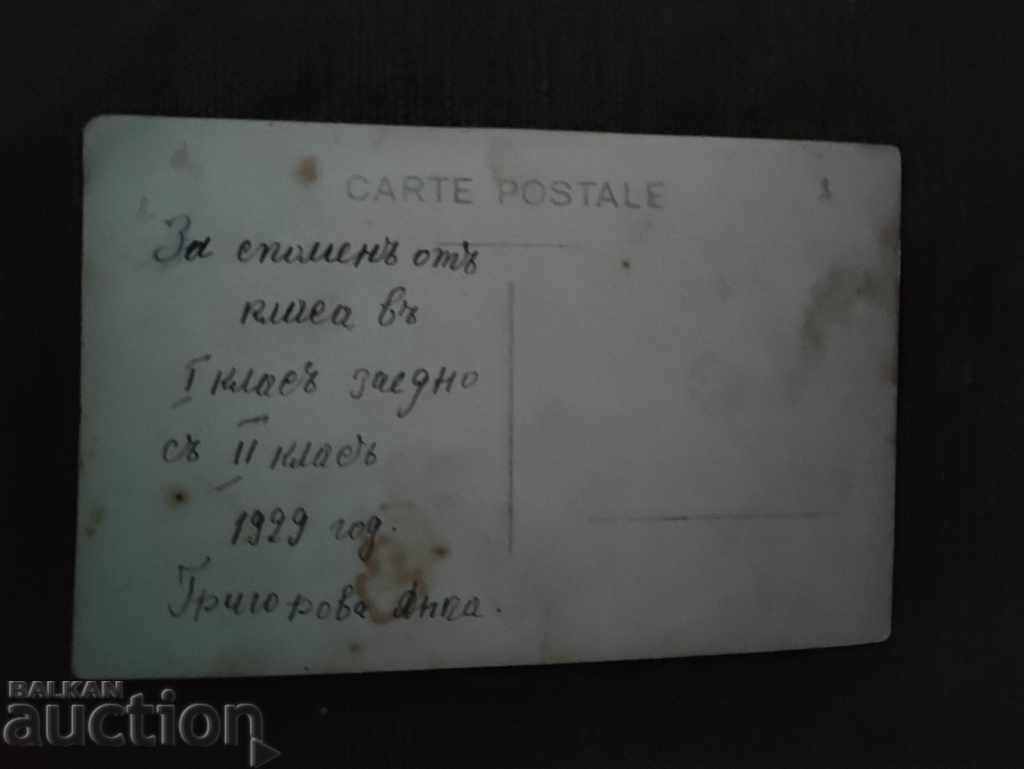 CARTE POSTALE
За споменъ отъ
класа въ
I класъ заедно
съ II класъ
1929 год.
Григорова Анка.
BALKAN
auction